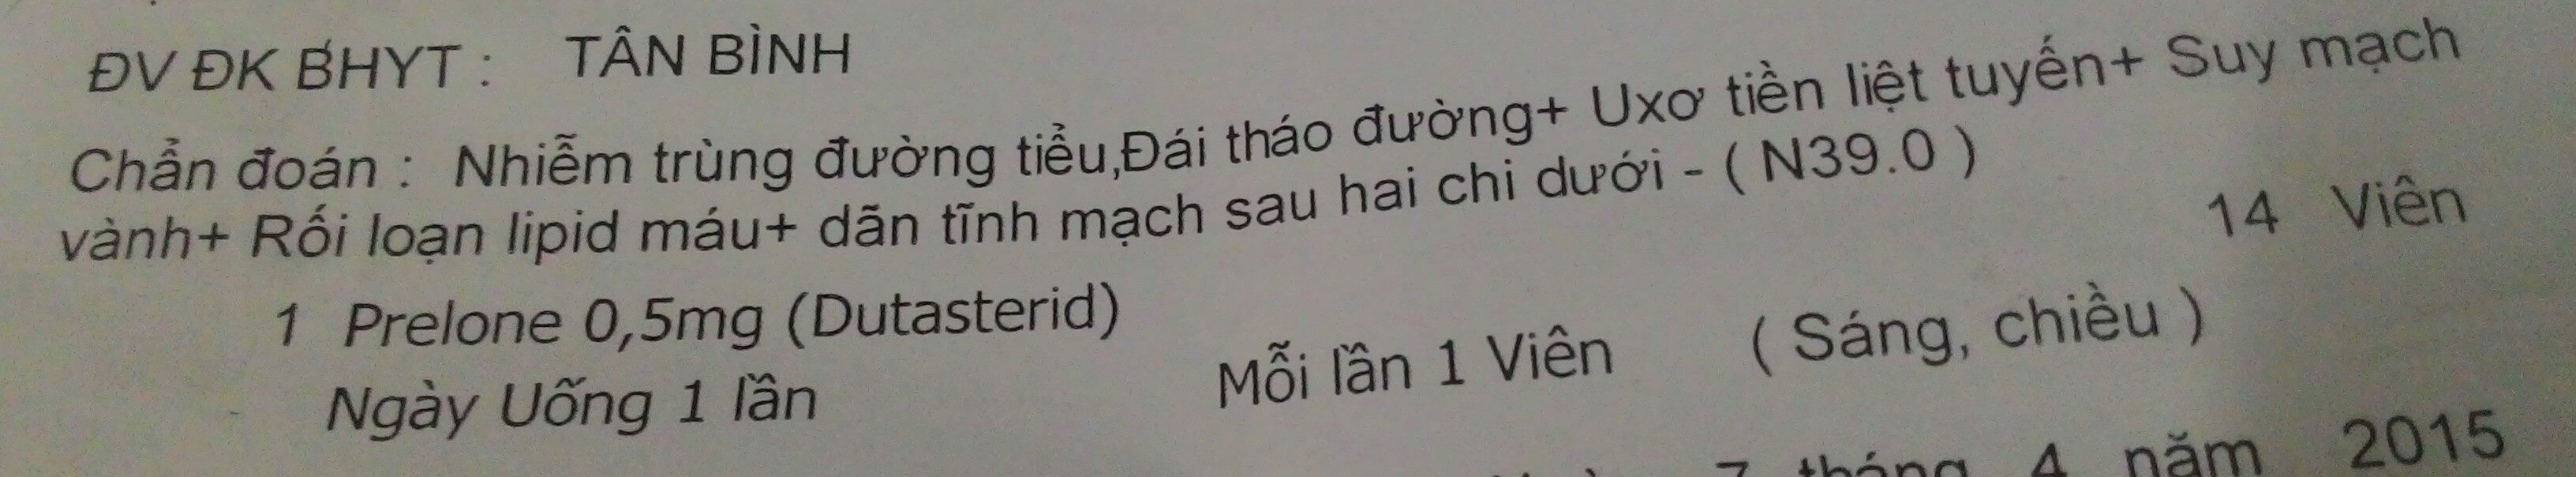 ĐV ĐK BHYT : TÂN BÌNH
Chẩn đoán : Nhiễm trùng đường tiểu,Đái tháo đường+ Uxơ tiền liệt tuyến+ Suy mạch
vành+ Rối loạn lipid máu+ dãn tĩnh mạch sau hai chi dưới - ( N39.0 )
1 Prelone 0,5mg (Dutasterid) 14 Viên
Ngày Uống 1 lần Mỗi lần 1 Viên ( Sáng, chiều )
7 tháng 4 năm 2015